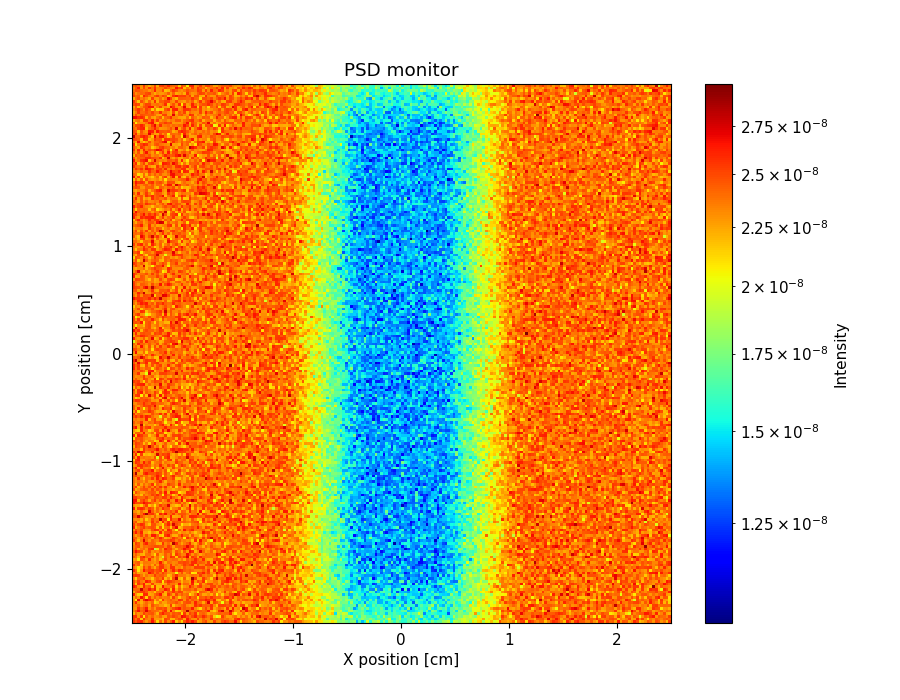 PSD monitor
2
1
0
−1
−2
Y position [cm]
−2 −1 0 1 2
X position [cm]
2.75 × 10⁻⁸
2.5 × 10⁻⁸
2.25 × 10⁻⁸
2 × 10⁻⁸
1.75 × 10⁻⁸
1.5 × 10⁻⁸
1.25 × 10⁻⁸
Intensity